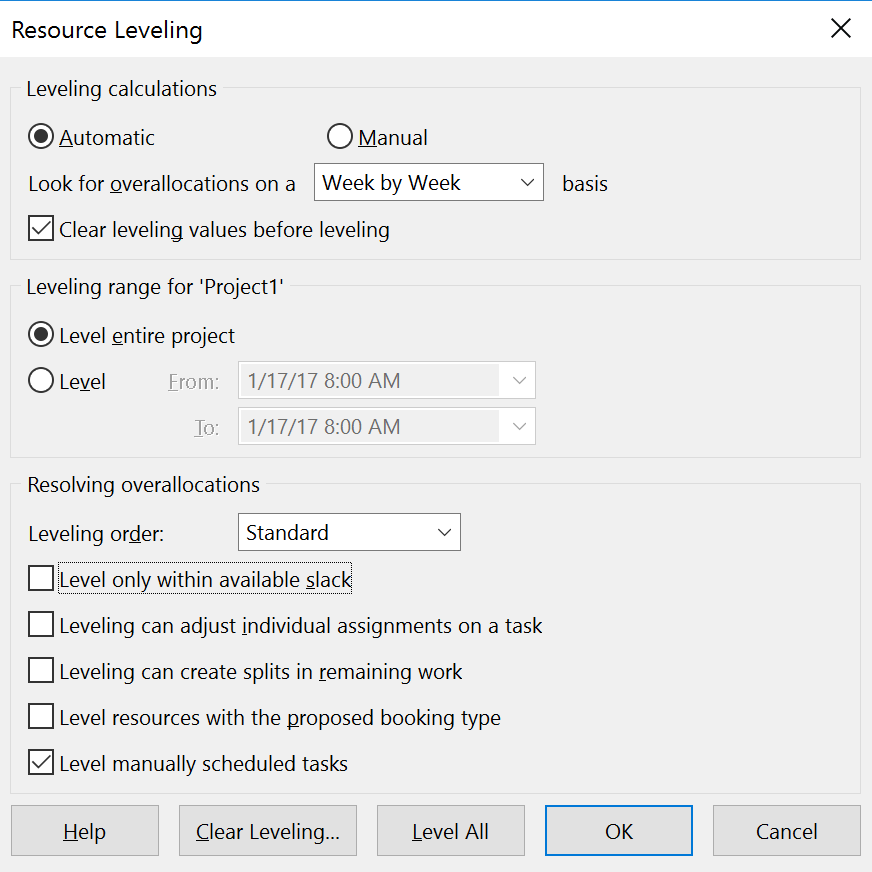 Resource Leveling
Leveling calculations
Automatic Manual
Look for overallocations on a Week by Week basis
Clear leveling values before leveling
Leveling range for 'Project1'
Level entire project
Level From: 1/17/17 8:00 AM
To: 1/17/17 8:00 AM
Resolving overallocations
Leveling order: Standard
Level only within available slack
Leveling can adjust individual assignments on a task
Leveling can create splits in remaining work
Level resources with the proposed booking type
Level manually scheduled tasks
Help Clear Leveling... Level All OK Cancel